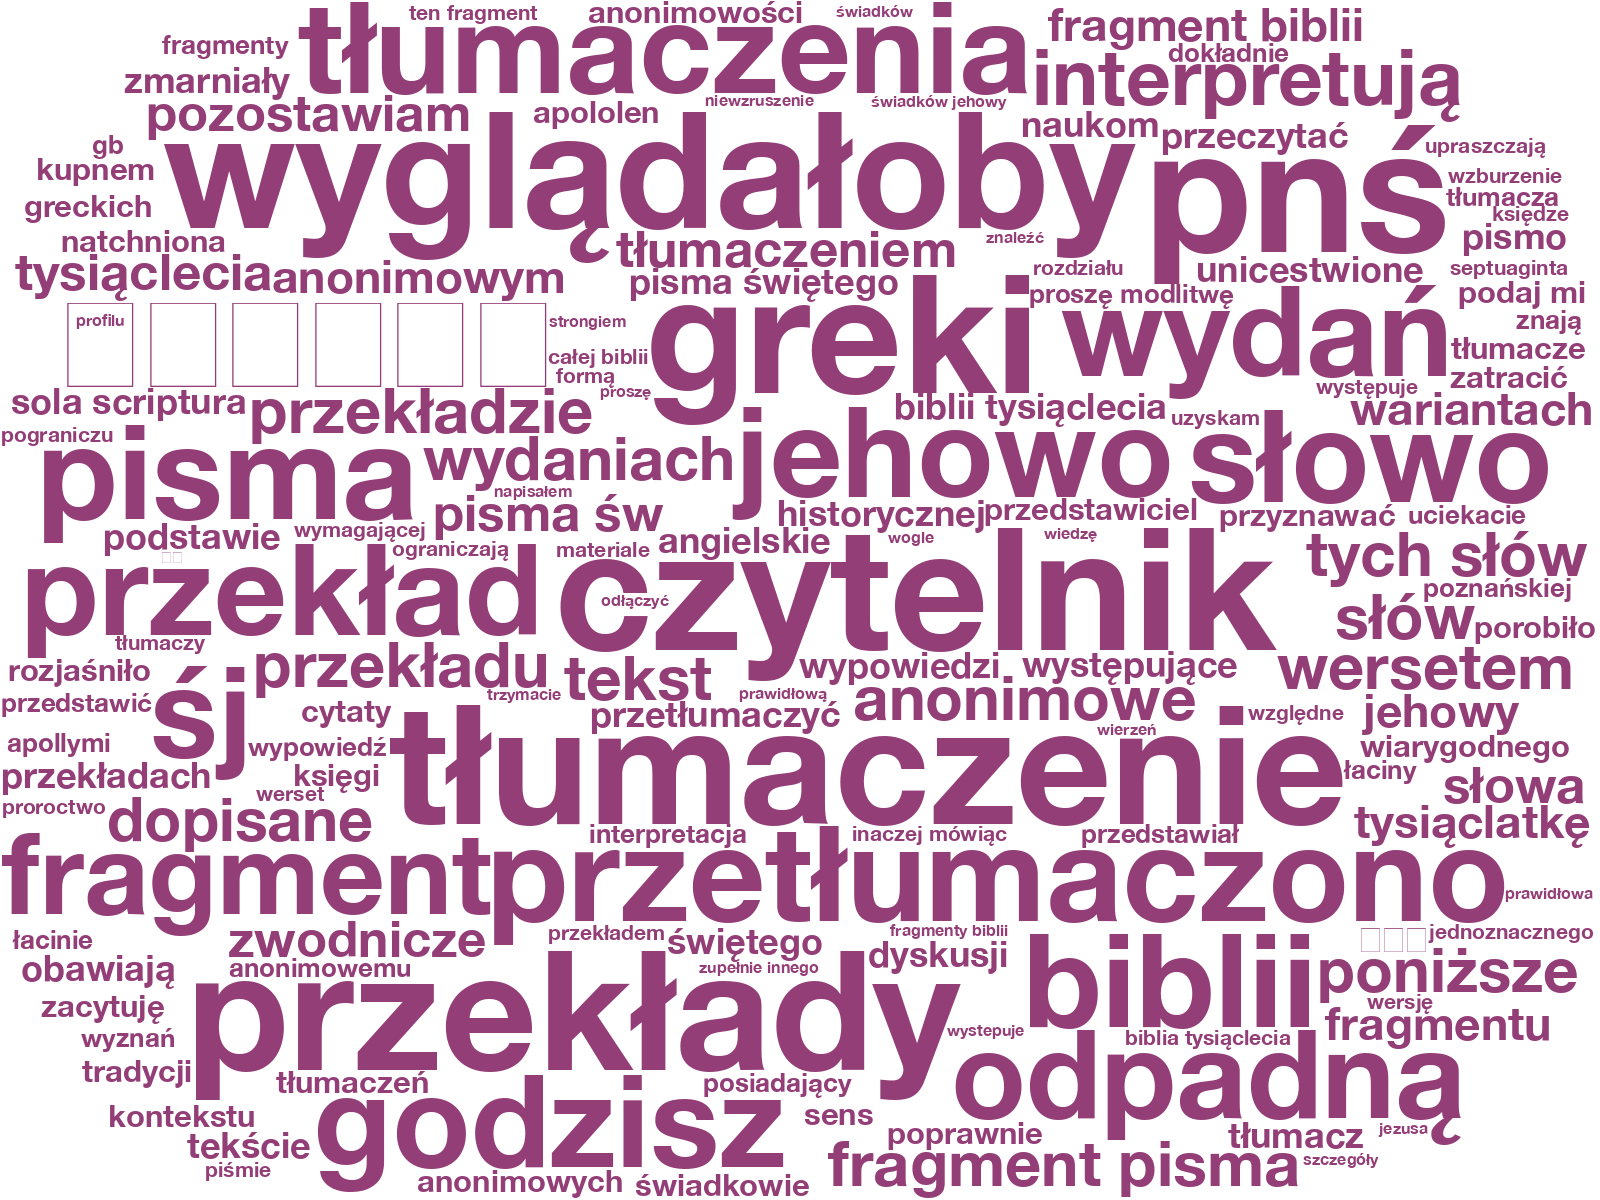 ten fragment
anonimowości
świadków
fragmenty
tłumaczenia
fragment biblii
dokładnie
zmarniały
interpretują
pozostawiam
apololen
niewzruszenie
świadków jehowy
naukom
przeczytać
gb
kupnem
wyglądałoby
pnś
upraszczają
wzburzenie
tłumacza
greckich
księdze
natchniona
tłumaczeniem
znaleźć
pismo
tysiąclecia
anonimowym
pisma świętego
rozdziału
unicestwione
septuaginta
profilu
strongiem
greki
proszę modlitwę
wydań
podaj mi
znają
całej biblii
formą
tłumacze
sola scriptura
przekładzie
proszę
biblii tysiąclecia
uzyskam
występuje
zatracić
wariantach
pograniczu
pisma
wydaniach
jehowo
słowo
napisałem
pisma św
historycznej
przedstawiciel
przyznawać
uciekacie
podstawie
wymagającej
ograniczają
materiale
angielskie
wogle
wiedzę
tych słów
przekład
czytelnik
odłączyć
poznańskiej
słów
porobiło
tłumaczy
rozjaśniło
przekładu
tekst
wypowiedzi
występujące
wersetem
przedstawić
śj
trzymacie
prawidłową
anonimowe
cytaty
przetłumaczyć
wierzeń
względne
jehowy
apollymi
wypowiedź
tłumaczenie
wiarygodnego
przekładach
księgi
łaciny
słowa
proroctwo
werset
dopisane
interpretacja
inaczej mówiąc
przedstawiał
tysiąclatkę
fragment
przetłumaczono
prawidłowa
łacinie
zwodnicze
przekładem
świętego
fragmenty biblii
dyskusji
biblii
jednoznacznego
obawiają
anonimowemu
zupełnie innego
poniższe
zacytuję
przekłady
wersję
fragmentu
wyznań
wystepuje
biblia tysiąclecia
tradycji
tłumaczeń
posiadający
odpadną
kontekstu
godzisz
sens
tekście
poprawnie
tłumacz
jezusa
piśmie
anonimowych
świadkowie
fragment pisma
szczegóły